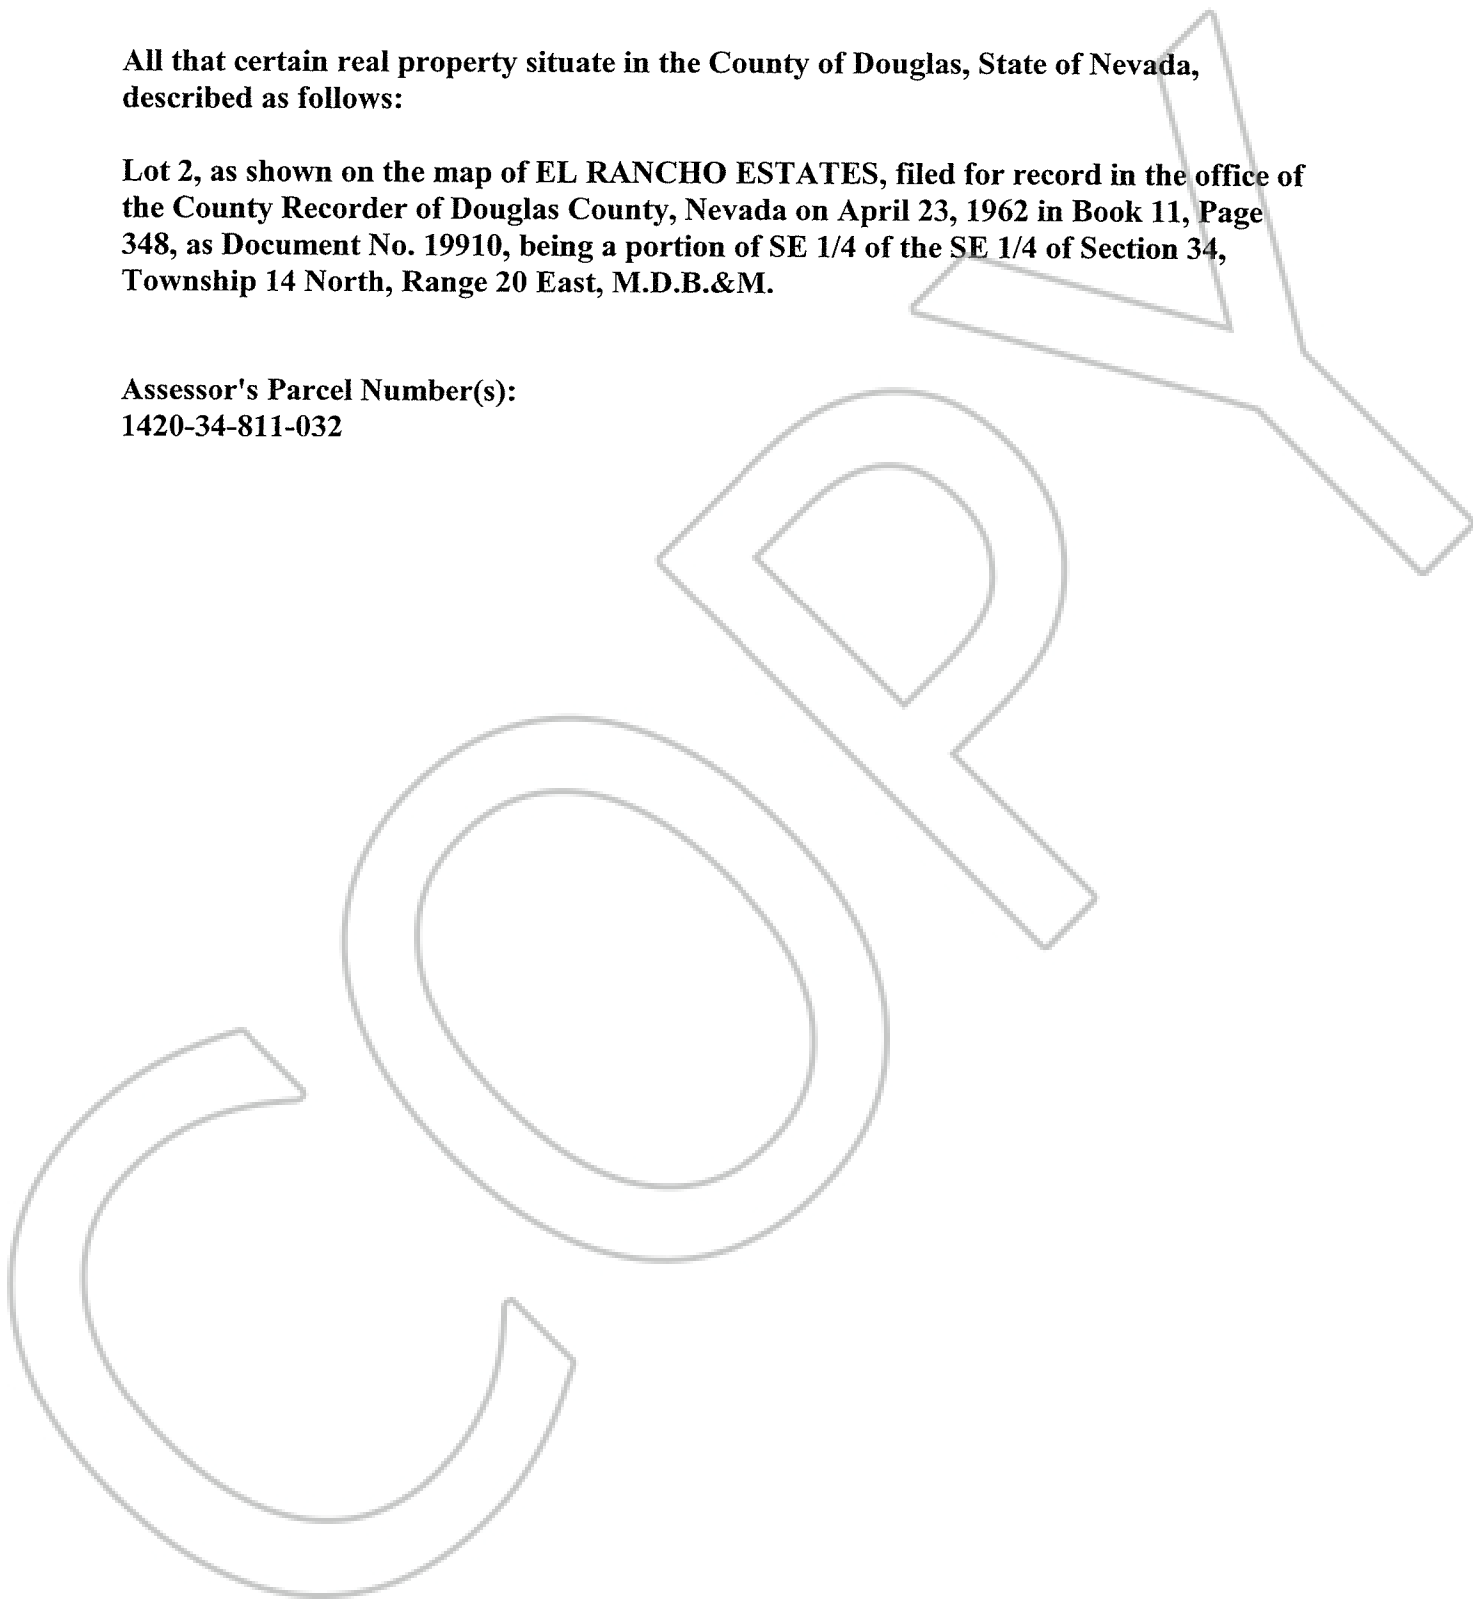 All that certain real property situate in the County of Douglas, State of Nevada,
described as follows:
Lot 2, as shown on the map of EL RANCHO ESTATES, filed for record in the office of
the County Recorder of Douglas County, Nevada on April 23, 1962 in Book 11, Page
348, as Document No. 19910, being a portion of SE 1/4 of the SE 1/4 of Section 34,
Township 14 North, Range 20 East, M.D.B.&M.
Assessor's Parcel Number(s):
1420-34-811-032
COPY